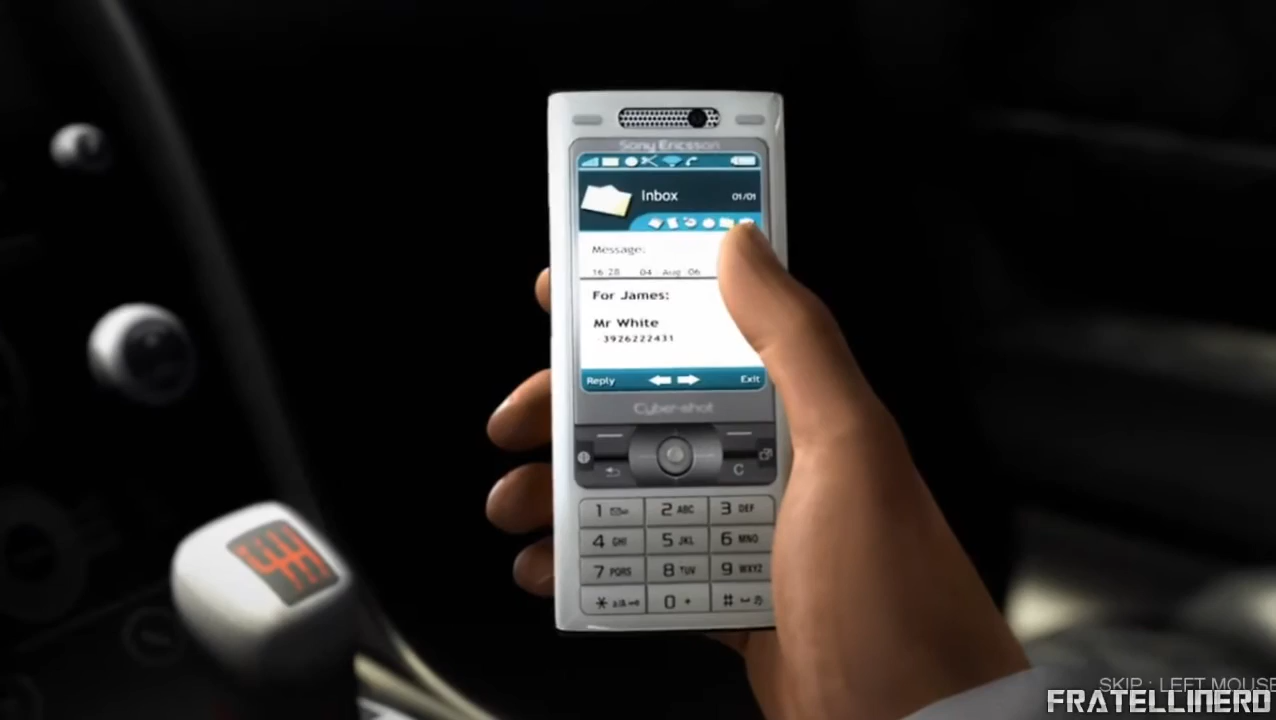 Sony Ericsson
Inbox 01/01
Message:
16:28 04 Aug 06
For James:
Mr White
3926222431
Reply Exit
Cyber-shot
C
1 2 ABC 3 DEF
4 GHI 5 JKL 6 MNO
7 PQRS 8 TUV 9 WXYZ
* 0 + #
SKIP : LEFT MOUSE
FRATELLINERD